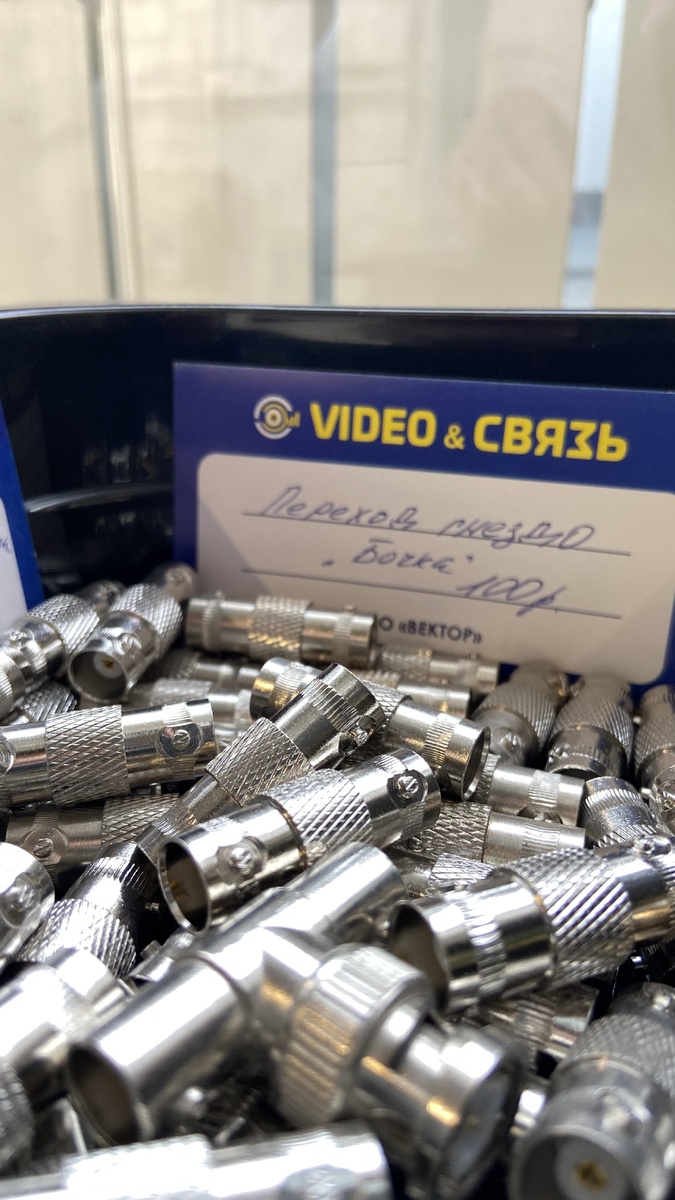 VIDEO & СВЯЗЬ
Переход гнездо
"Бочка"
100р.
О «ВЕКТОР»